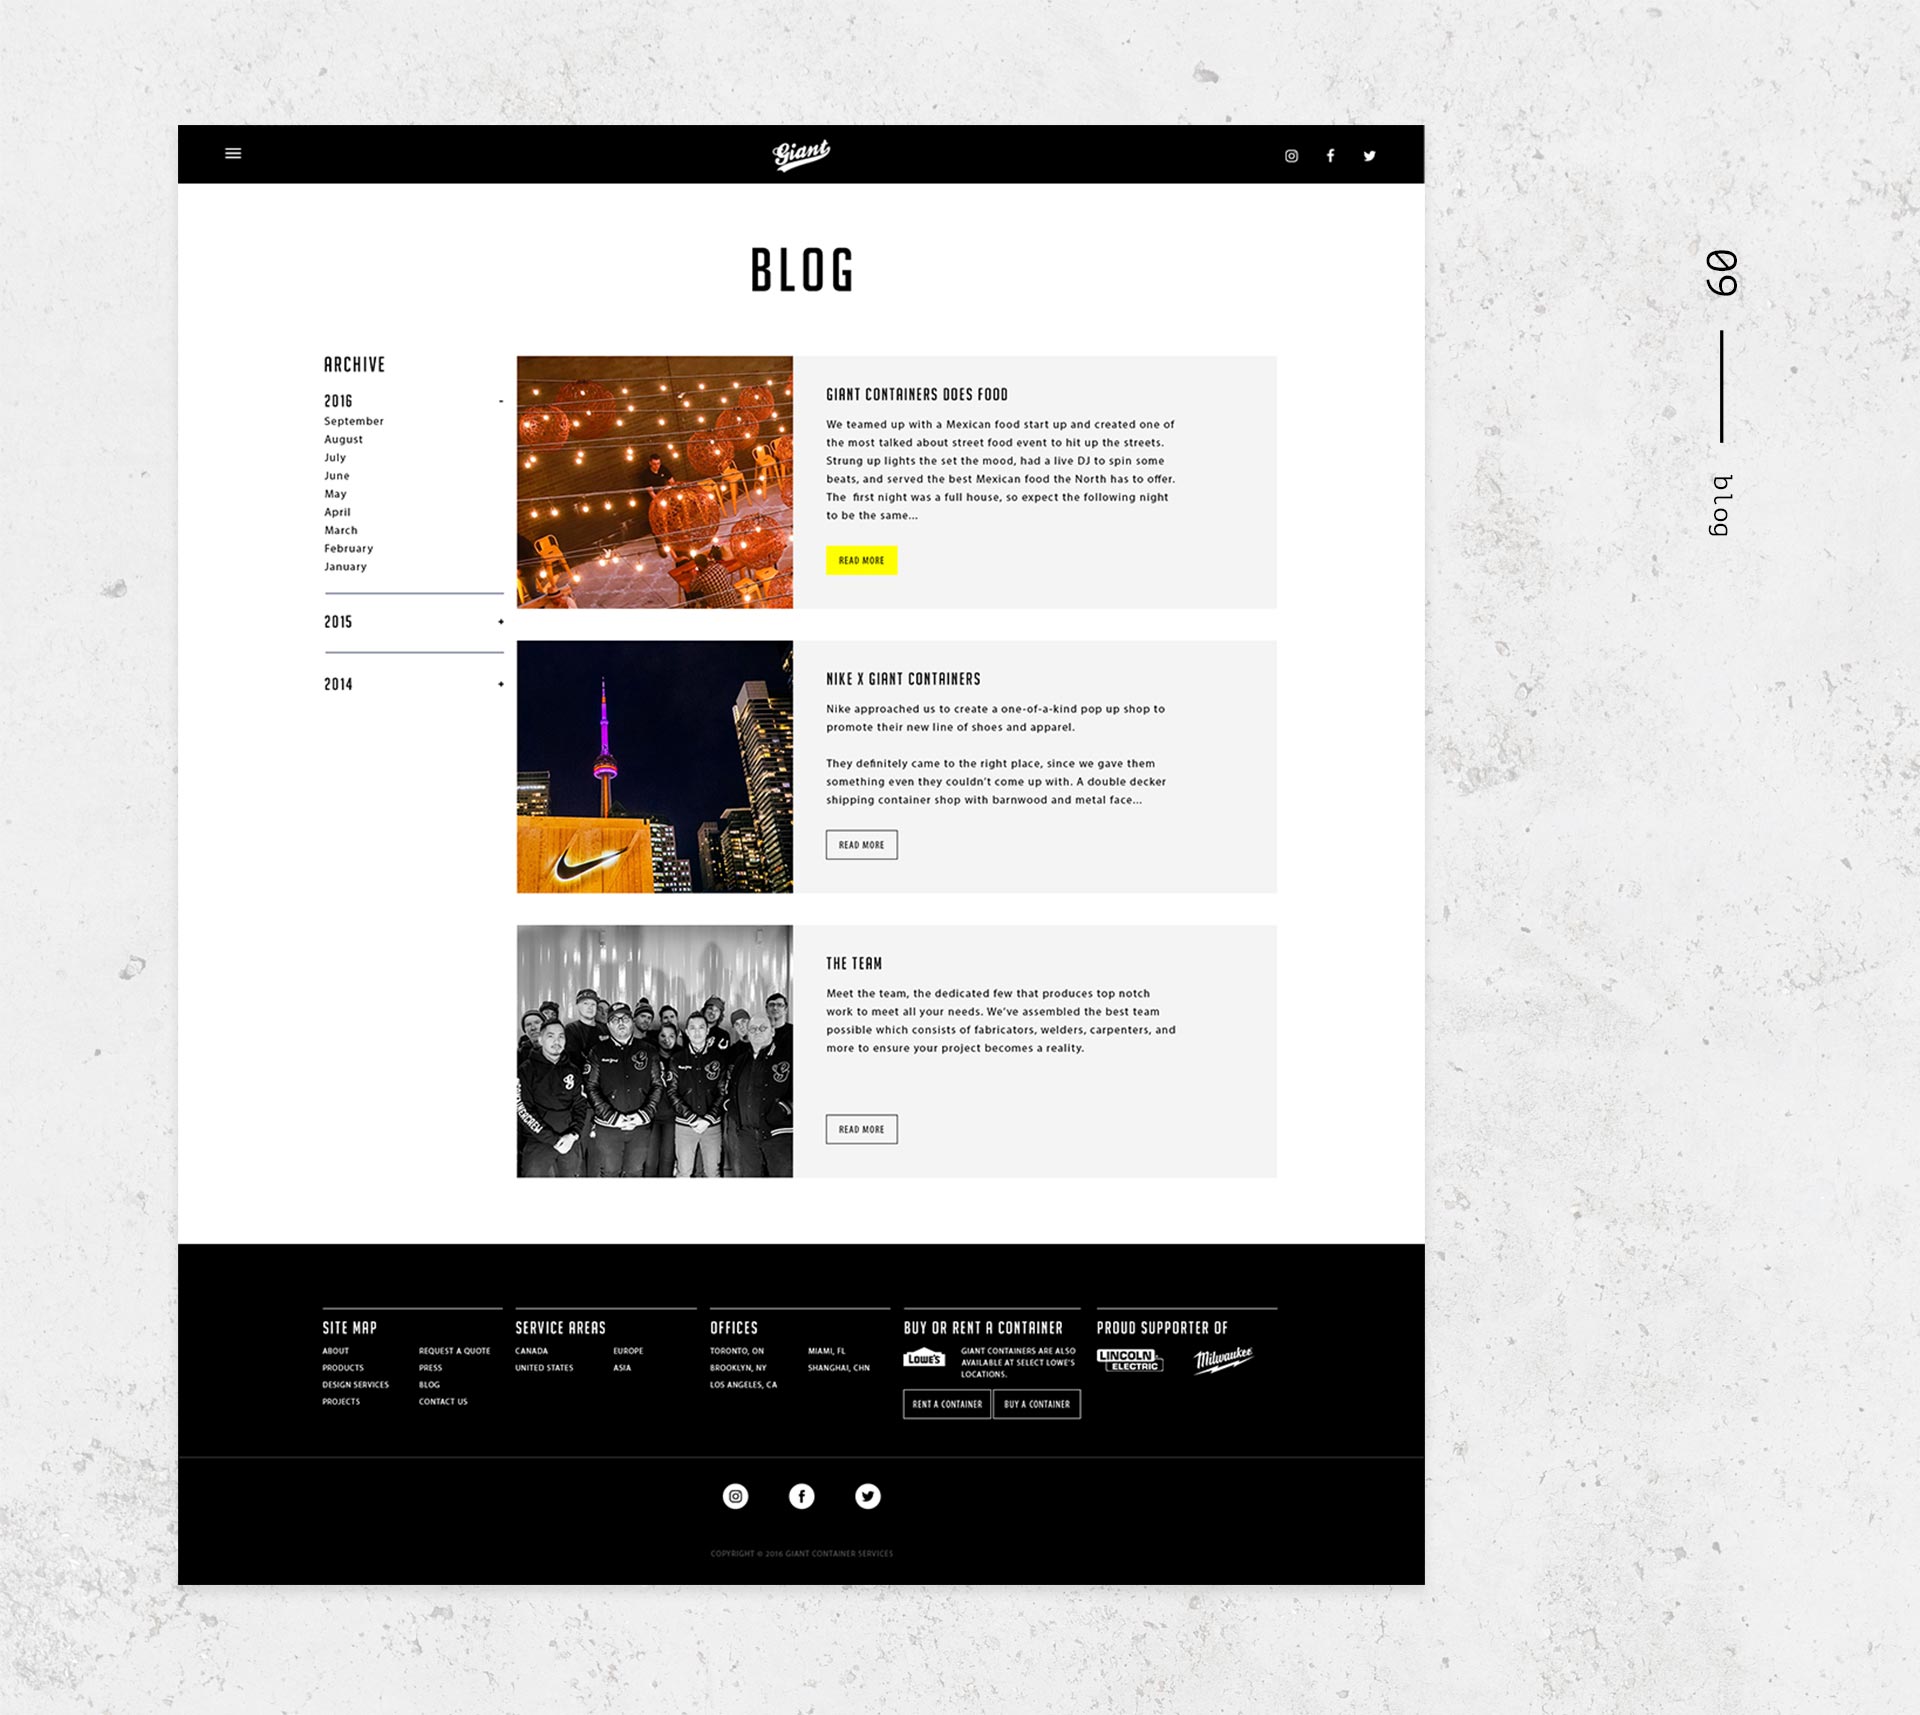 Giant
BLOG
ARCHIVE
2016 -
September
August
July
June
May
April
March
February
January
2015 +
2014 +
GIANT CONTAINERS DOES FOOD
We teamed up with a Mexican food start up and created one of
the most talked about street food event to hit up the streets.
Strung up lights the set the mood, had a live DJ to spin some
beats, and served the best Mexican food the North has to offer.
The first night was a full house, so expect the following night
to be the same...
READ MORE
NIKE X GIANT CONTAINERS
Nike approached us to create a one-of-a-kind pop up shop to
promote their new line of shoes and apparel.
They definitely came to the right place, since we gave them
something even they couldn't come up with. A double decker
shipping container shop with barnwood and metal face...
READ MORE
THE TEAM
Meet the team, the dedicated few that produces top notch
work to meet all your needs. We've assembled the best team
possible which consists of fabricators, welders, carpenters, and
more to ensure your project becomes a reality.
READ MORE
SITE MAP
ABOUT
PRODUCTS
DESIGN SERVICES
PROJECTS
REQUEST A QUOTE
PRESS
BLOG
CONTACT US
SERVICE AREAS
CANADA
UNITED STATES
EUROPE
ASIA
OFFICES
TORONTO, ON
BROOKLYN, NY
LOS ANGELES, CA
MIAMI, FL
SHANGHAI, CHN
BUY OR RENT A CONTAINER
LOWE'S
GIANT CONTAINERS ARE ALSO
AVAILABLE AT SELECT LOWE'S
LOCATIONS.
RENT A CONTAINER
BUY A CONTAINER
PROUD SUPPORTER OF
LINCOLN
ELECTRIC
Milwaukee
COPYRIGHT © 2016 GIANT CONTAINER SERVICES
09
blog